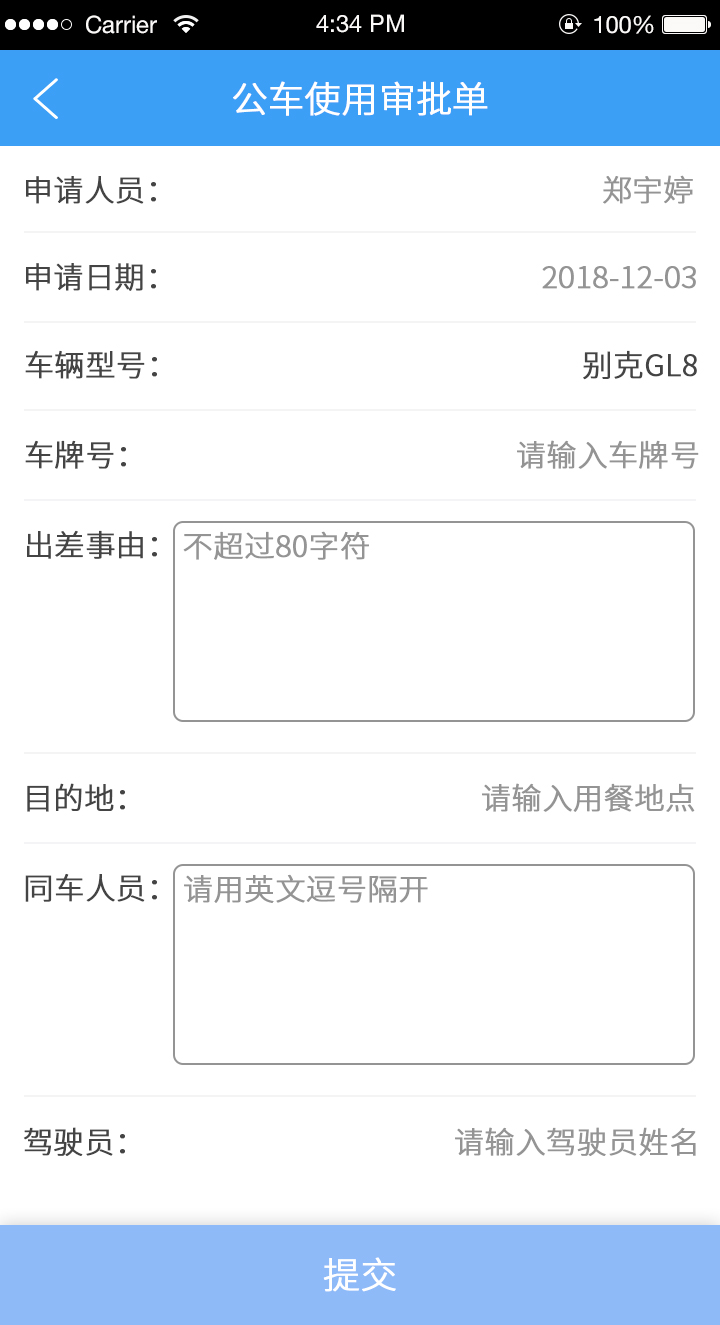 Carrier 4:34 PM 100%
公车使用审批单
申请人员: 郑宇婷
申请日期: 2018-12-03
车辆型号: 别克GL8
车牌号: 请输入车牌号
出差事由: 不超过80字符
目的地: 请输入用餐地点
同车人员: 请用英文逗号隔开
驾驶员: 请输入驾驶员姓名
提交